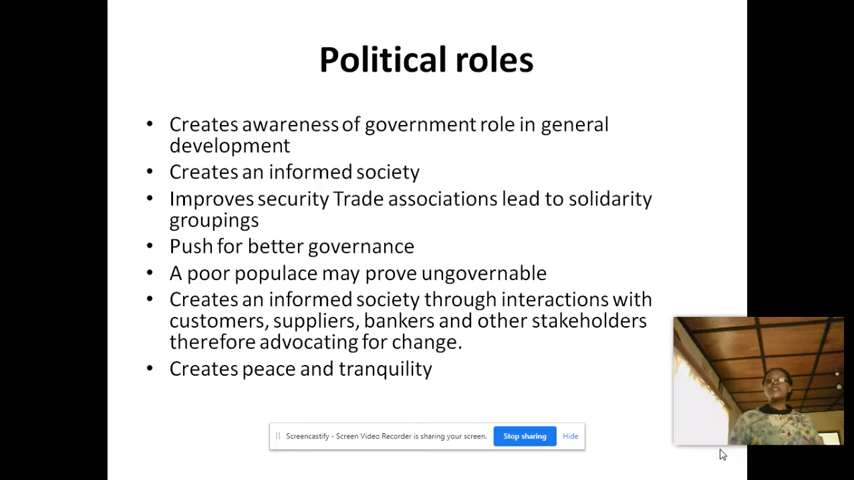 Political roles
• Creates awareness of government role in general
development
• Creates an informed society
• Improves security Trade associations lead to solidarity
groupings
• Push for better governance
• A poor populace may prove ungovernable
• Creates an informed society through interactions with
customers, suppliers, bankers and other stakeholders
therefore advocating for change.
• Creates peace and tranquility
Screencastify - Screen Video Recorder is sharing your screen. Stop sharing Hide